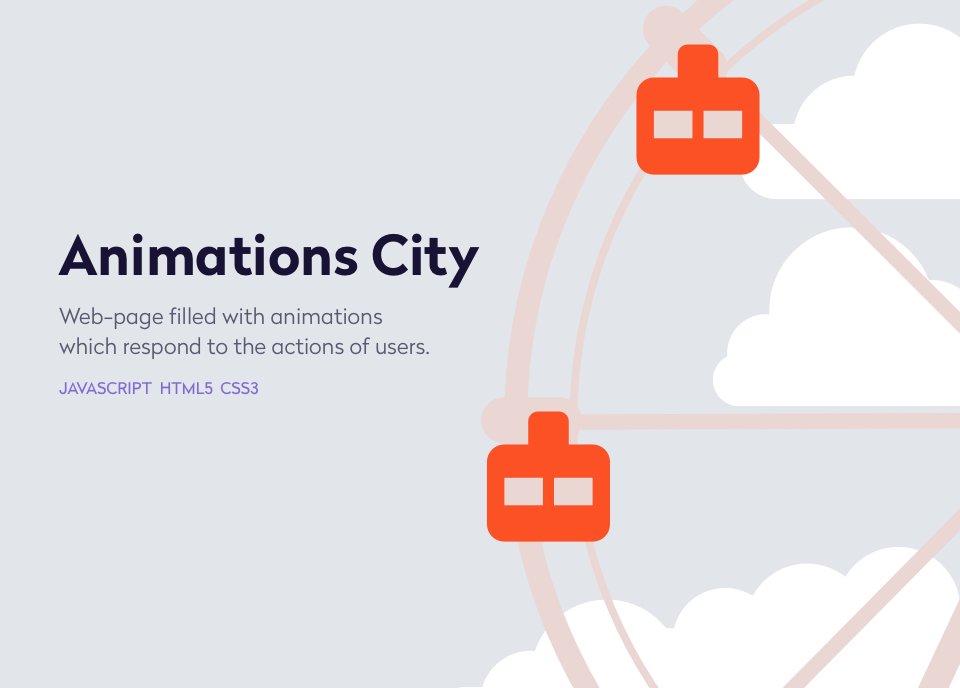 Animations City
Web-page filled with animations
which respond to the actions of users.
JAVASCRIPT HTML5 CSS3